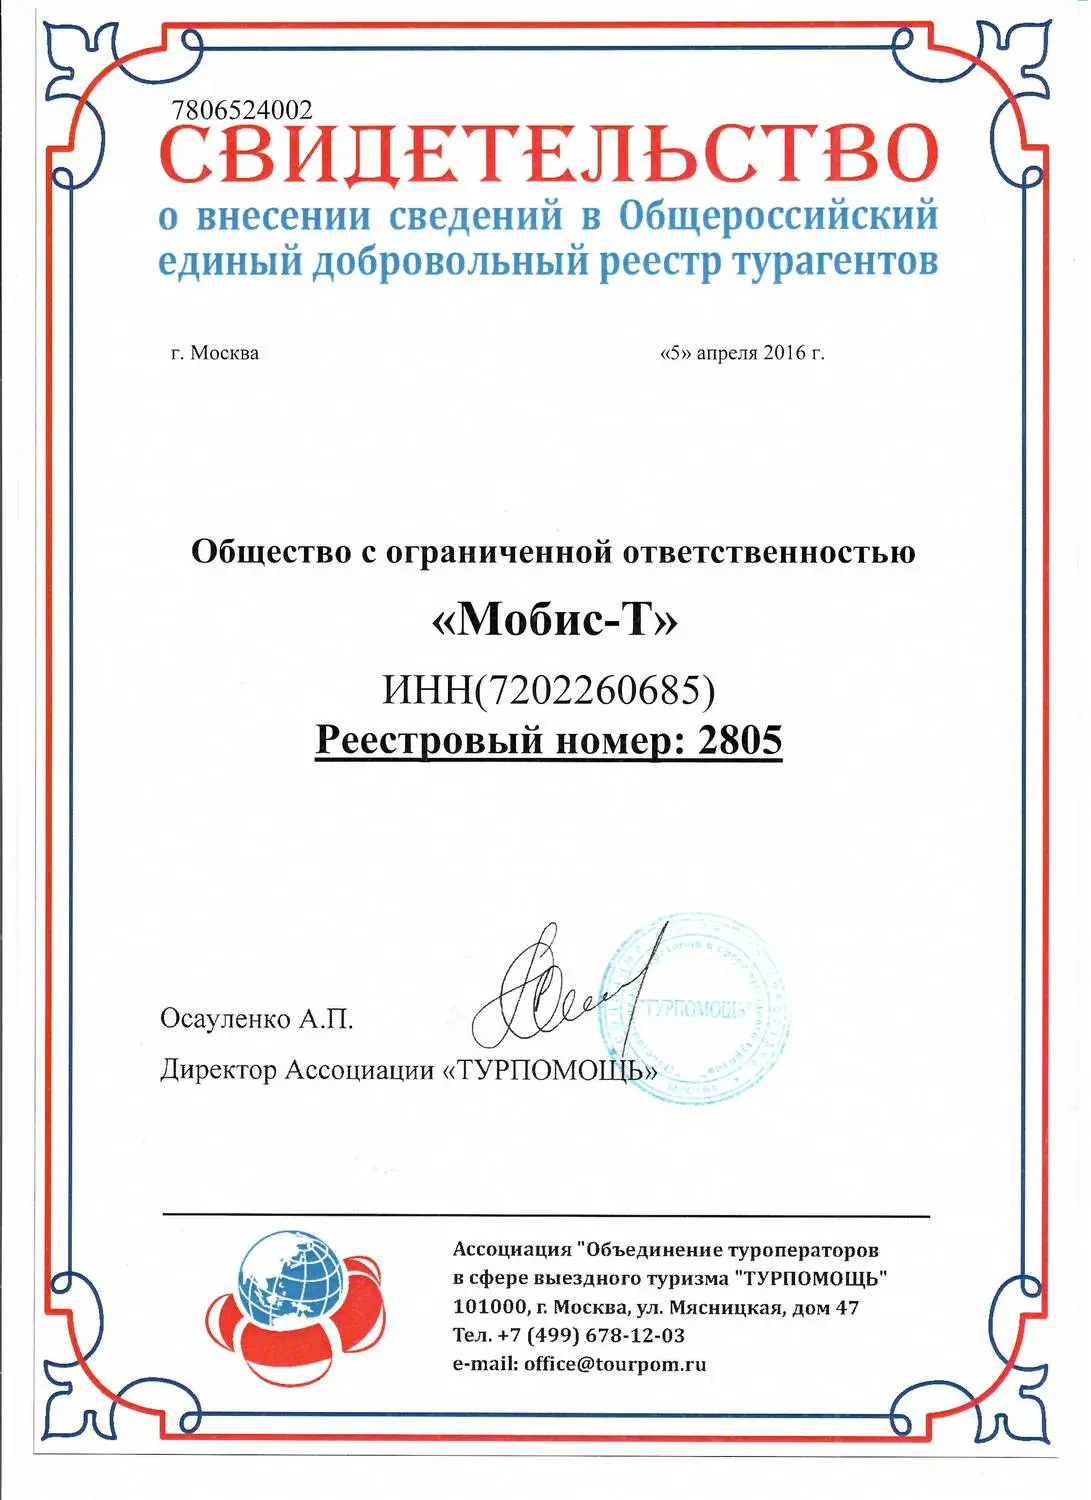 7806524002
СВИДЕТЕЛЬСТВО
о внесении сведений в Общероссийский
единый добровольный реестр турагентов
г. Москва «5» апреля 2016 г.
Общество с ограниченной ответственностью
«Мобис-Т»
ИНН(7202260685)
Реестровый номер: 2805
"ТУРПОМОЩЬ"
Осауленко А.П.
Директор Ассоциации «ТУРПОМОЩЬ»
Москва
Ассоциация "Объединение туроператоров
в сфере выездного туризма "ТУРПОМОЩЬ"
101000, г. Москва, ул. Мясницкая, дом 47
Тел. +7 (499) 678-12-03
e-mail: office@tourpom.ru